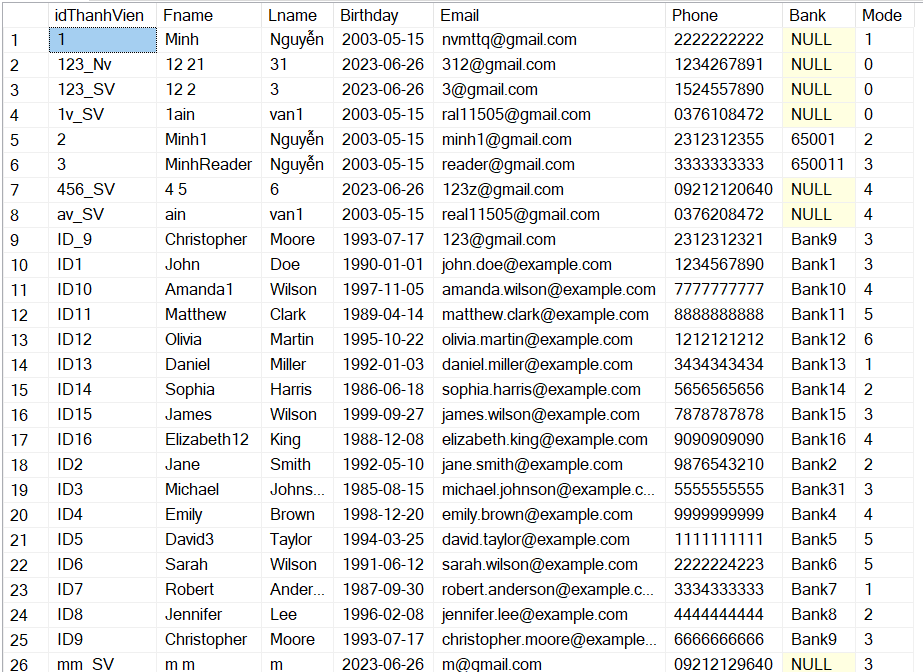 idThanhVien Fname Lname Birthday Email Phone Bank Mode
1 1 Minh Nguyễn 2003-05-15 nvmttq@gmail.com 2222222222 NULL 1
2 123_Nv 12 21 31 2023-06-26 312@gmail.com 1234267891 NULL 0
3 123_SV 12 2 3 2023-06-26 3@gmail.com 1524557890 NULL 0
4 1v_SV 1ain van1 2003-05-15 ral11505@gmail.com 0376108472 NULL 0
5 2 Minh1 Nguyễn 2003-05-15 minh1@gmail.com 2312312355 65001 2
6 3 MinhReader Nguyễn 2003-05-15 reader@gmail.com 3333333333 650011 3
7 456_SV 4 5 6 2023-06-26 123z@gmail.com 09212120640 NULL 4
8 av_SV ain van1 2003-05-15 real11505@gmail.com 0376208472 NULL 4
9 ID_9 Christopher Moore 1993-07-17 123@gmail.com 2312312321 Bank9 3
10 ID1 John Doe 1990-01-01 john.doe@example.com 1234567890 Bank1 3
11 ID10 Amanda1 Wilson 1997-11-05 amanda.wilson@example.com 7777777777 Bank10 4
12 ID11 Matthew Clark 1989-04-14 matthew.clark@example.com 8888888888 Bank11 5
13 ID12 Olivia Martin 1995-10-22 olivia.martin@example.com 1212121212 Bank12 6
14 ID13 Daniel Miller 1992-01-03 daniel.miller@example.com 3434343434 Bank13 1
15 ID14 Sophia Harris 1986-06-18 sophia.harris@example.com 5656565656 Bank14 2
16 ID15 James Wilson 1999-09-27 james.wilson@example.com 7878787878 Bank15 3
17 ID16 Elizabeth12 King 1988-12-08 elizabeth.king@example.com 9090909090 Bank16 4
18 ID2 Jane Smith 1992-05-10 jane.smith@example.com 9876543210 Bank2 2
19 ID3 Michael Johns... 1985-08-15 michael.johnson@example.c... 5555555555 Bank31 3
20 ID4 Emily Brown 1998-12-20 emily.brown@example.com 9999999999 Bank4 4
21 ID5 David3 Taylor 1994-03-25 david.taylor@example.com 1111111111 Bank5 5
22 ID6 Sarah Wilson 1991-06-12 sarah.wilson@example.com 2222224223 Bank6 5
23 ID7 Robert Ander... 1987-09-30 robert.anderson@example.c... 3334333333 Bank7 1
24 ID8 Jennifer Lee 1996-02-08 jennifer.lee@example.com 4444444444 Bank8 2
25 ID9 Christopher Moore 1993-07-17 christopher.moore@example... 6666666666 Bank9 3
26 mm_SV m m m 2023-06-26 m@gmail.com 09212129640 NULL 3